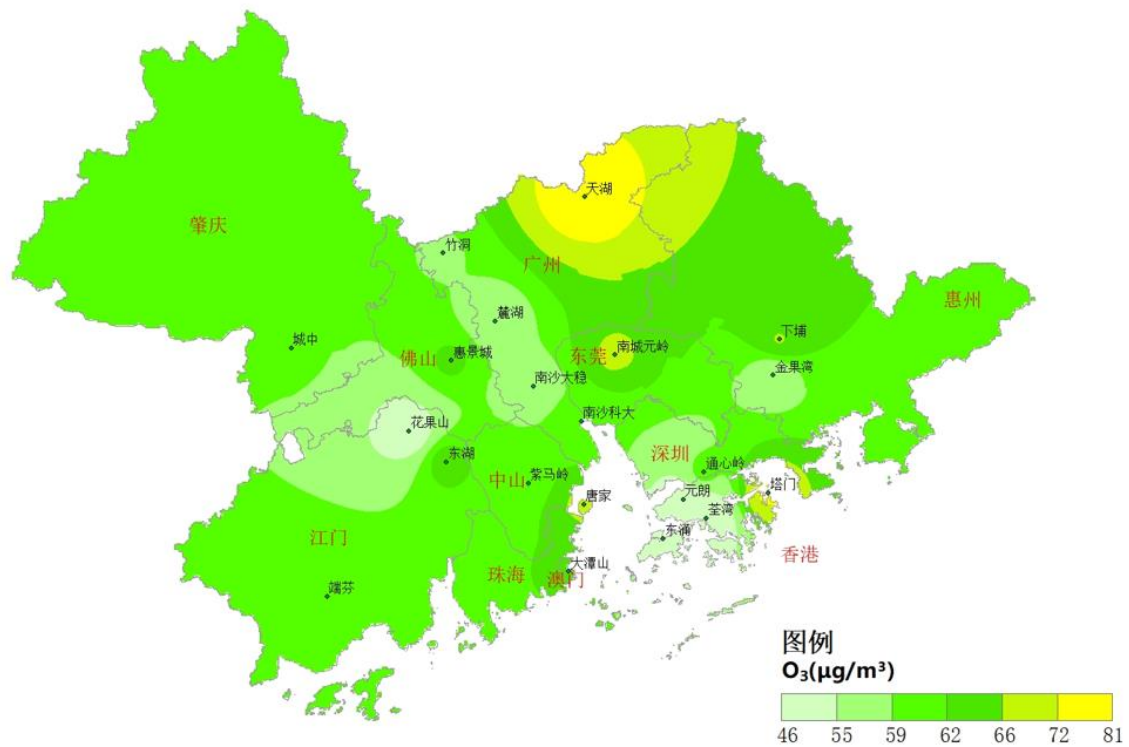 天湖
肇庆
竹洞
广州
惠州
麓湖
下埔
城中
佛山
惠景城
东莞
南城元岭
金果湾
南沙大稳
花果山
南沙科大
东湖
深圳
通心岭
中山
紫马岭
塔门
元朗
唐家
荃湾
江门
东涌
香港
珠海
澳门
大潭山
端芬
图例
O₃(μg/m³)
46 55 59 62 66 72 81